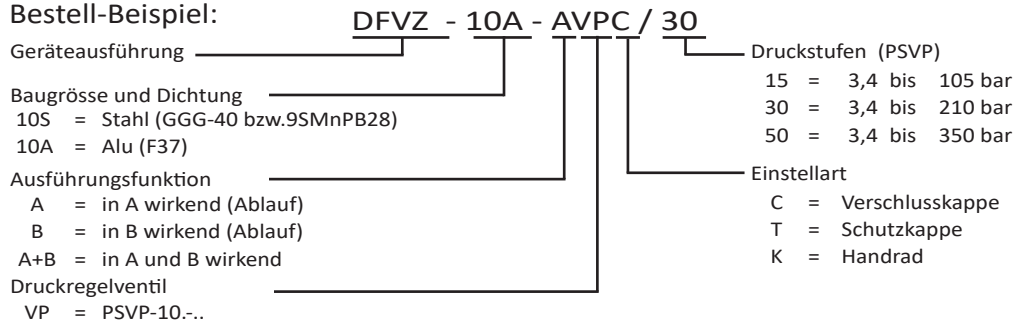 Bestell-Beispiel:
DFVZ - 10A - AVPC / 30
Geräteausführung
Baugrösse und Dichtung
10S = Stahl (GGG-40 bzw.9SMnPB28)
10A = Alu (F37)
Ausführungsfunktion
A = in A wirkend (Ablauf)
B = in B wirkend (Ablauf)
A+B = in A und B wirkend
Druckregelventil
VP = PSVP-10.-..
Druckstufen (PSVP)
15 = 3,4 bis 105 bar
30 = 3,4 bis 210 bar
50 = 3,4 bis 350 bar
Einstellart
C = Verschlusskappe
T = Schutzkappe
K = Handrad